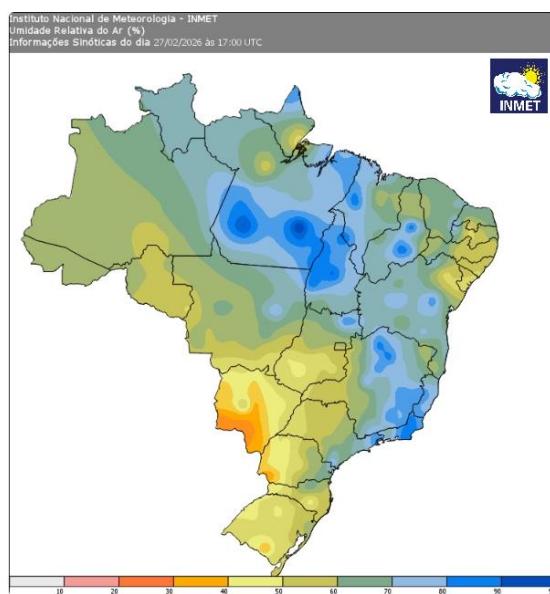 Instituto Nacional de Meteorologia - INMET
Umidade Relativa do Ar (%)
Informações Sinóticas do dia 27/02/2026 às 17:00 UTC
INMET
10 20 30 40 50 60 70 80 90